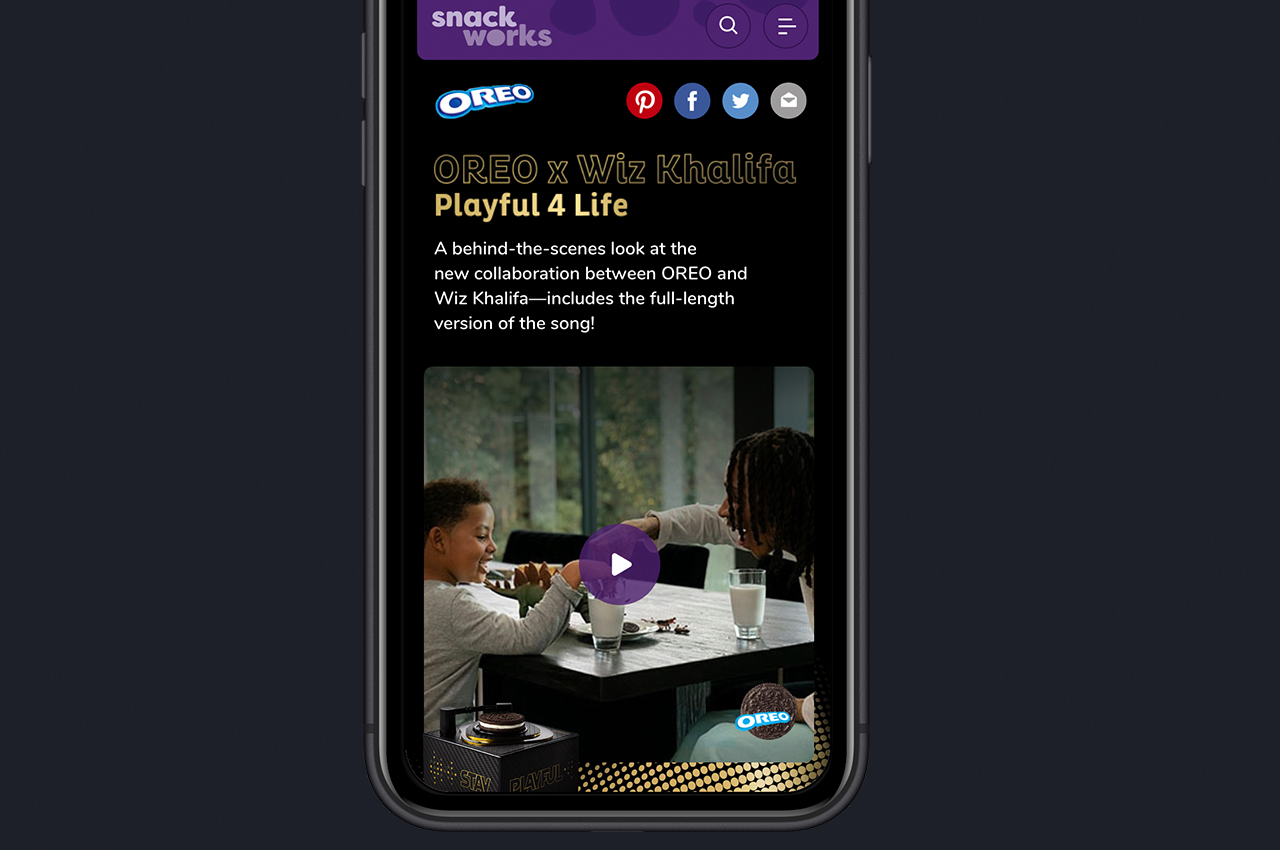 snack
works
OREO
OREO x Wiz Khalifa
Playful 4 Life
A behind-the-scenes look at the
new collaboration between OREO and
Wiz Khalifa—includes the full-length
version of the song!
OREO
STAY PLAYFUL